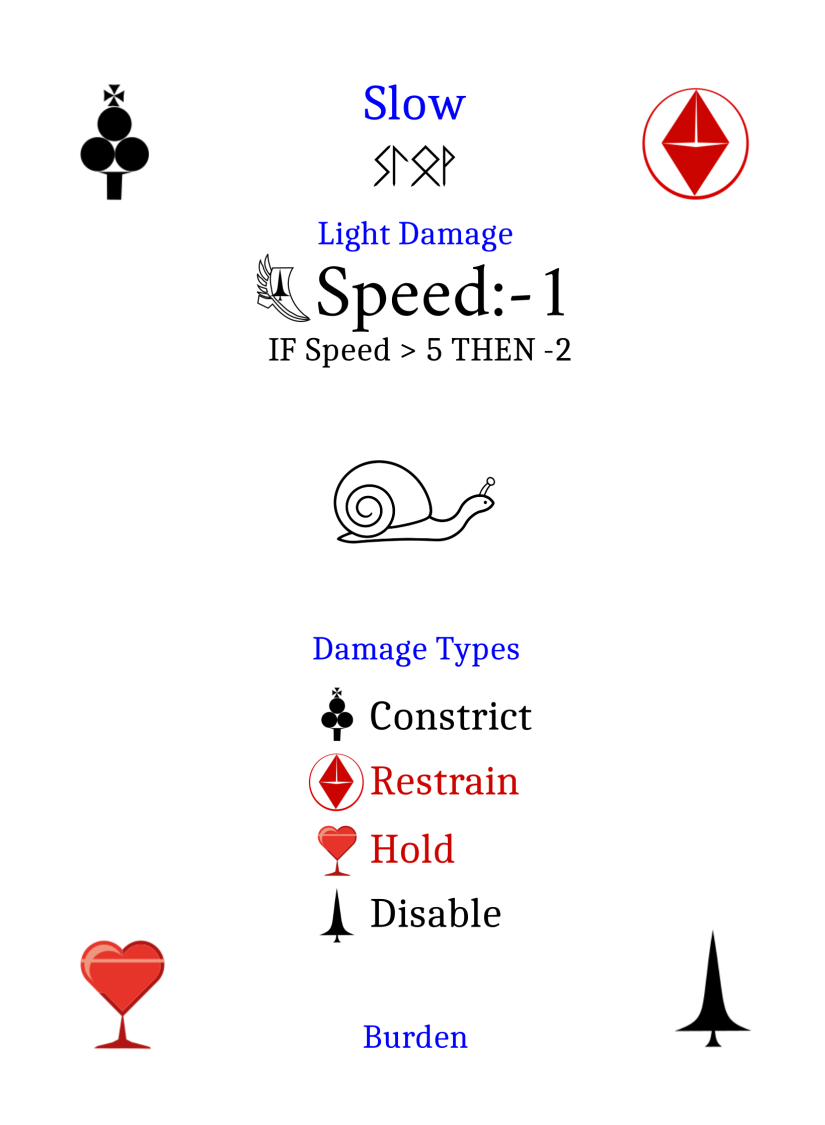 Slow
ᛊᛚᛟᚹ
Light Damage
Speed:-1
IF Speed > 5 THEN -2
Damage Types
Constrict
Restrain
Hold
Disable
Burden